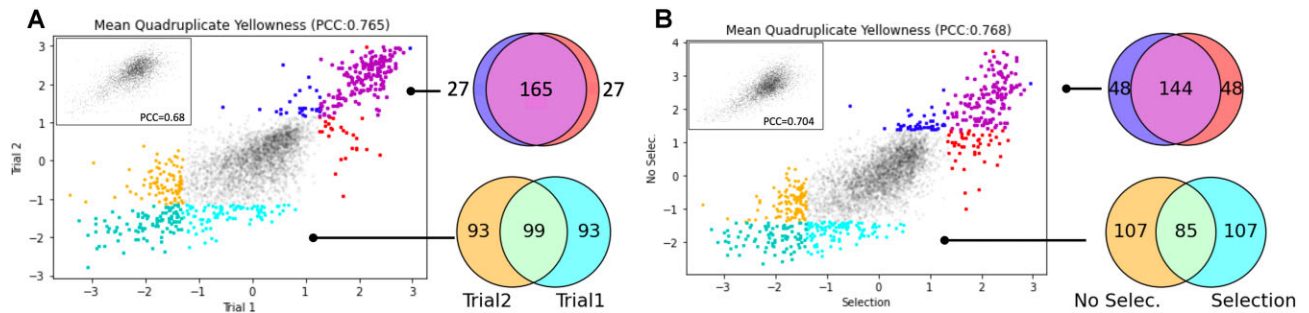 A
Mean Quadruplicate Yellowness (PCC:0.765)
3
2
1
0
−1
−2
−3
Trial 2
PCC=0.68
−3 −2 −1 0 1 2 3
Trial 1
27 165 27
93 99 93
Trial2 Trial1
B
Mean Quadruplicate Yellowness (PCC:0.768)
4
3
2
1
0
−1
−2
No Selec.
PCC=0.704
−3 −2 −1 0 1 2 3
Selection
48 144 48
107 85 107
No Selec. Selection